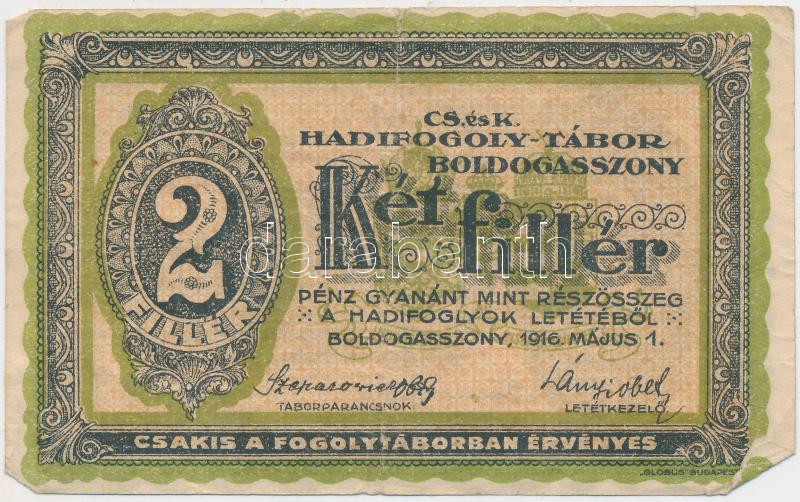 CS. és K.
HADIFOGOLY-TÁBOR
BOLDOGASSZONY
Két fillér
2
FILLÉR
PÉNZ GYANÁNT MINT RÉSZÖSSZEG
A HADIFOGLYOK LETÉTÉBŐL
BOLDOGASSZONY, 1916. MÁJUS 1.
TÁBORPARANCSNOK.
LETÉTKEZELŐ.
CSAKIS A FOGOLYTÁBORBAN ÉRVÉNYES
„GLOBUS” BUDAPEST
darabanth